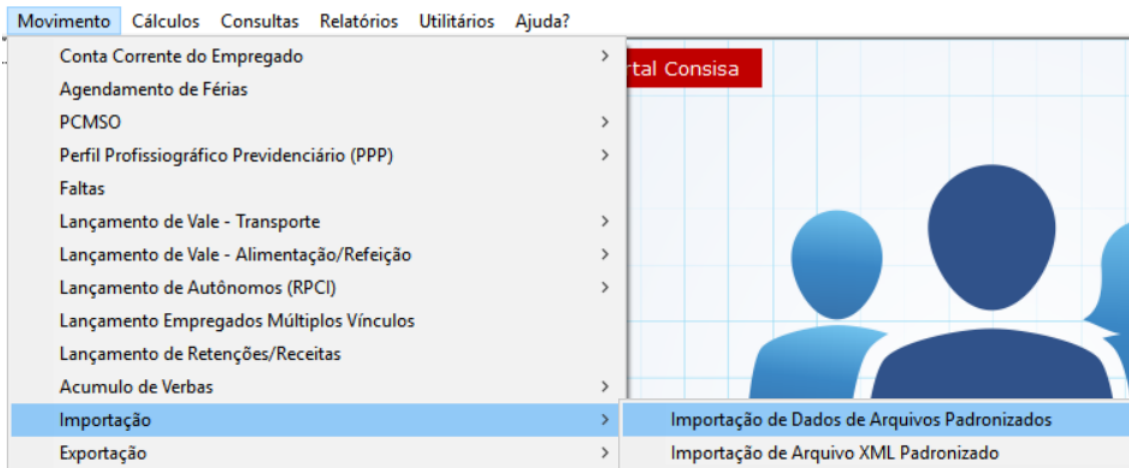 Movimento Cálculos Consultas Relatórios Utilitários Ajuda?
Conta Corrente do Empregado
tal Consisa
Agendamento de Férias
PCMSO
Perfil Profissiográfico Previdenciário (PPP)
Faltas
Lançamento de Vale - Transporte
Lançamento de Vale - Alimentação/Refeição
Lançamento de Autônomos (RPCI)
Lançamento Empregados Múltiplos Vínculos
Lançamento de Retenções/Receitas
Acumulo de Verbas
Importação
Importação de Dados de Arquivos Padronizados
Exportação
Importação de Arquivo XML Padronizado